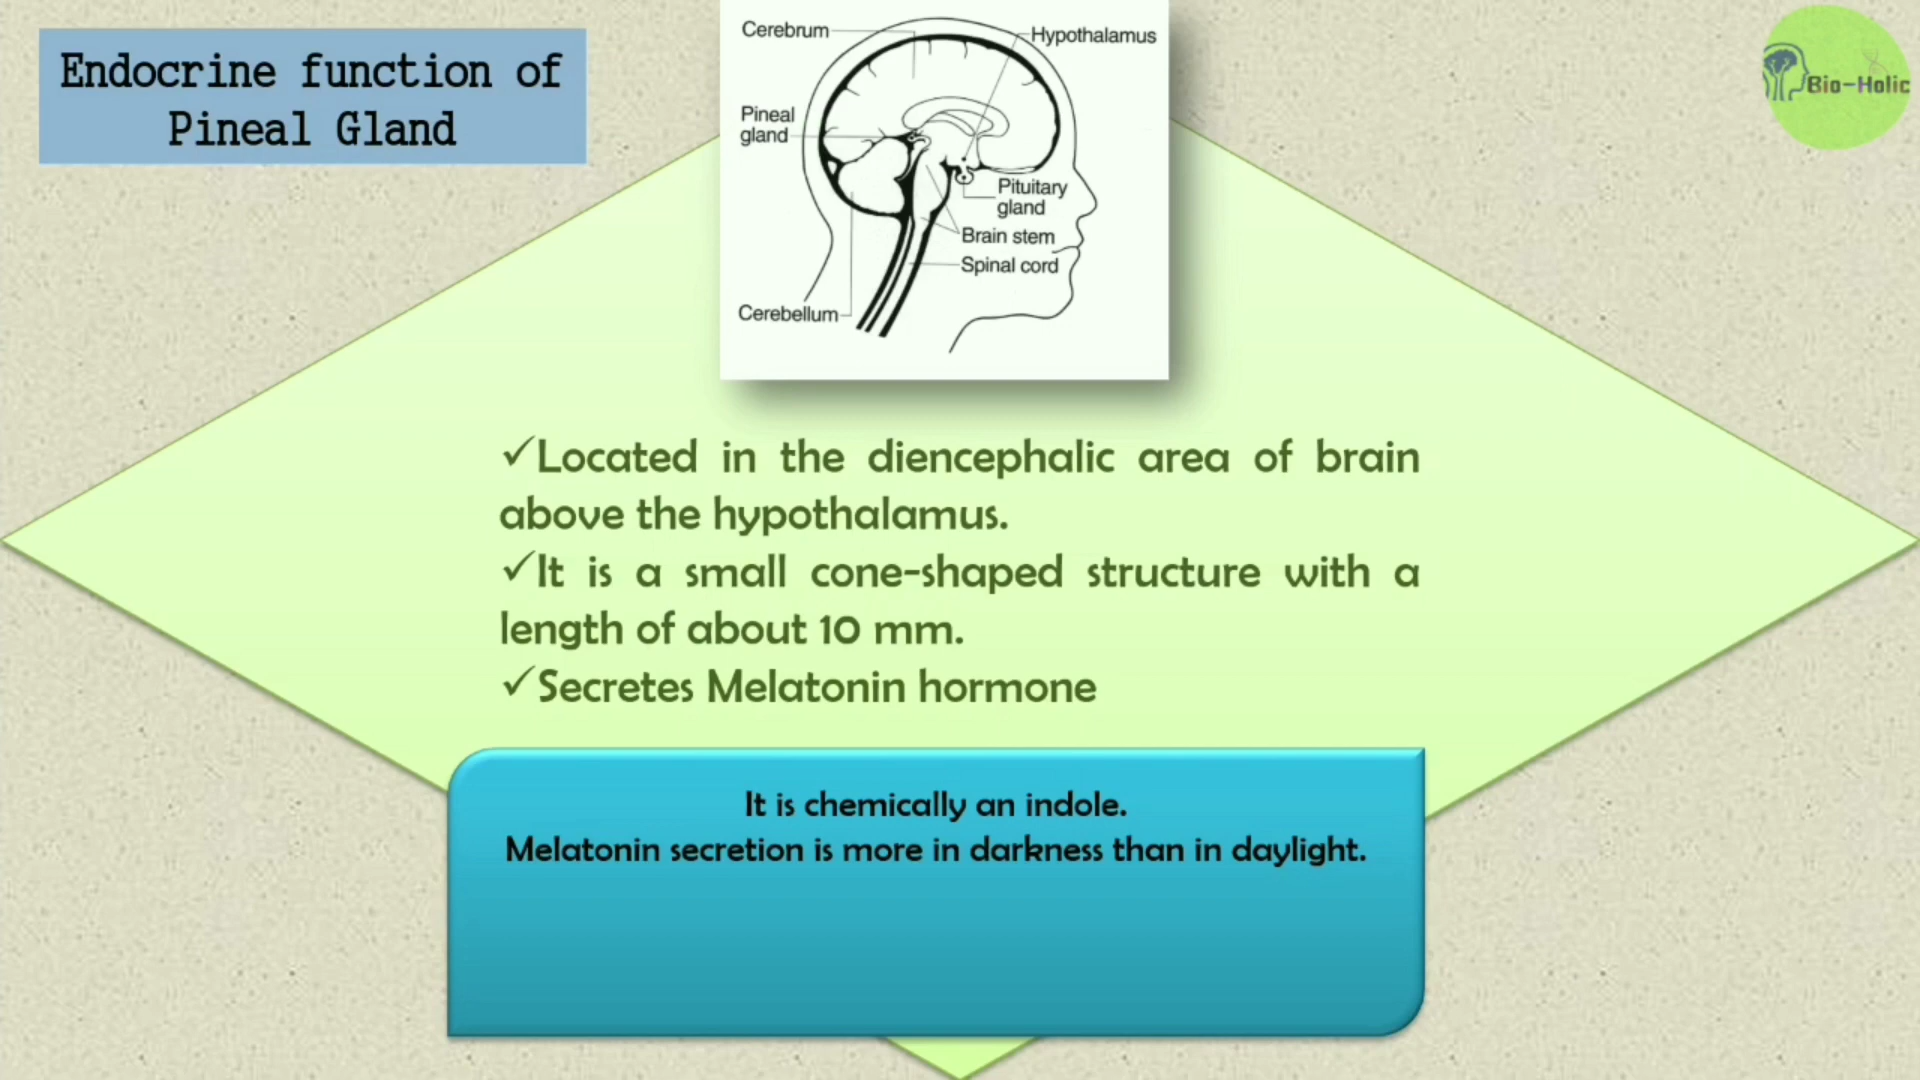 Endocrine function of
Pineal Gland
Cerebrum
Hypothalamus
Pineal
gland
Pituitary
gland
Brain stem
Spinal cord
Cerebellum
Bio-Holic
✓Located in the diencephalic area of brain
above the hypothalamus.
✓It is a small cone-shaped structure with a
length of about 10 mm.
✓Secretes Melatonin hormone
It is chemically an indole.
Melatonin secretion is more in darkness than in daylight.